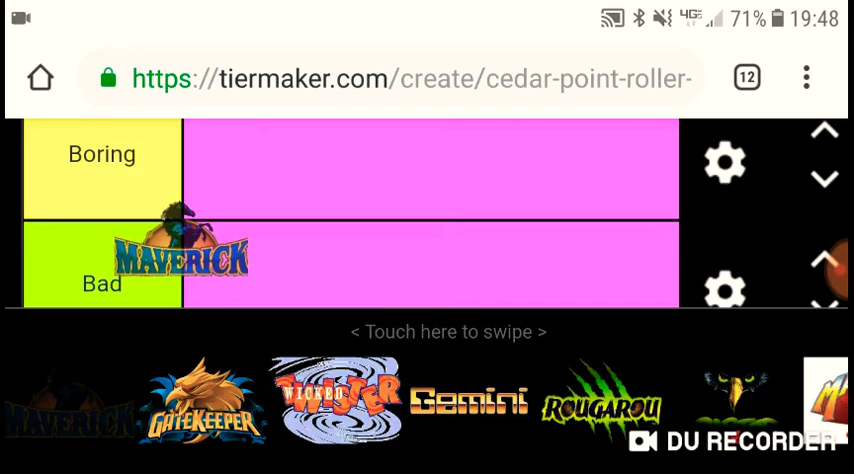 4GE 71% 19:48
https://tiermaker.com/create/cedar-point-roller-
12
Boring
MAVERICK
Bad
< Touch here to swipe >
MAVERICK
GATEKEEPER
WICKED TWISTER
Gemini
ROUGAROU
DU RECORDER